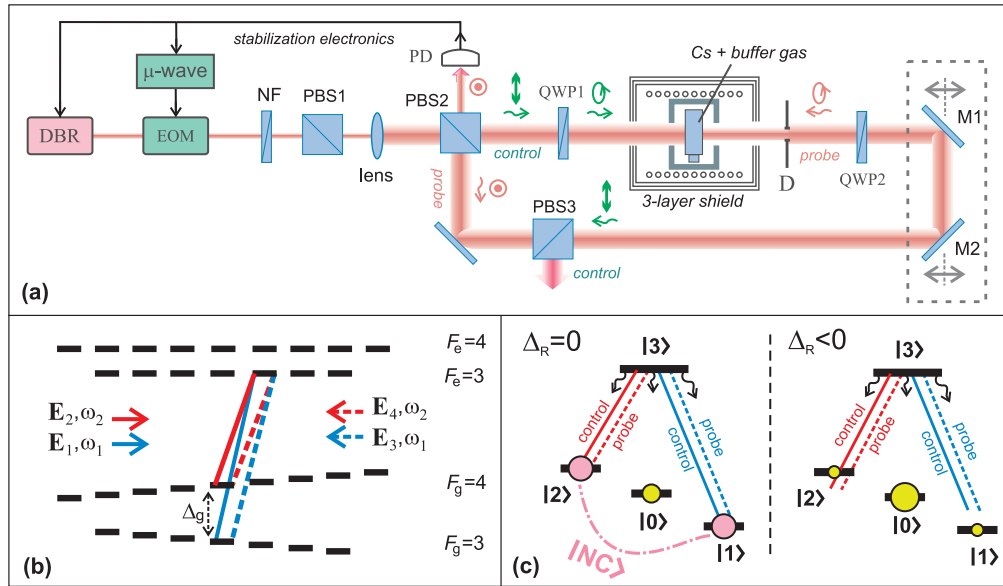 stabilization electronics
PD
Cs + buffer gas
μ-wave
NF
PBS1
PBS2
QWP1
M1
DBR
EOM
lens
control
probe
D
QWP2
probe
3-layer shield
PBS3
M2
control
(a)
Fe=4
Fe=3
E2,ω2
E4,ω2
E1,ω1
E3,ω1
Fg=4
Δg
Fg=3
(b)
ΔR=0
|3⟩
control
probe
probe
control
|2⟩
|0⟩
|1⟩
|NC⟩
(c)
ΔR<0
|3⟩
control
probe
probe
control
|2⟩
|0⟩
|1⟩